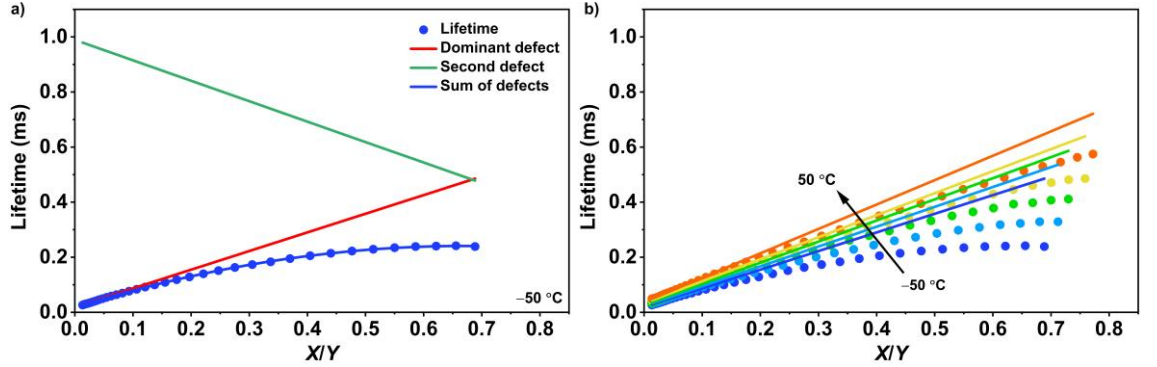 a)
Lifetime (ms)
1.0
0.8
0.6
0.4
0.2
0.0
Lifetime
Dominant defect
Second defect
Sum of defects
−50 °C
0.0 0.1 0.2 0.3 0.4 0.5 0.6 0.7 0.8
X/Y
b)
Lifetime (ms)
1.0
0.8
0.6
0.4
0.2
0.0
50 °C
−50 °C
0.0 0.1 0.2 0.3 0.4 0.5 0.6 0.7 0.8
X/Y